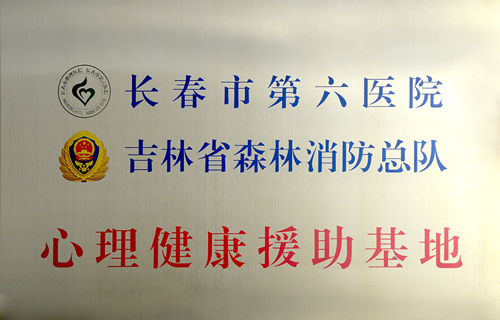 长春市第六医院
吉林省森林消防总队
心理健康援助基地